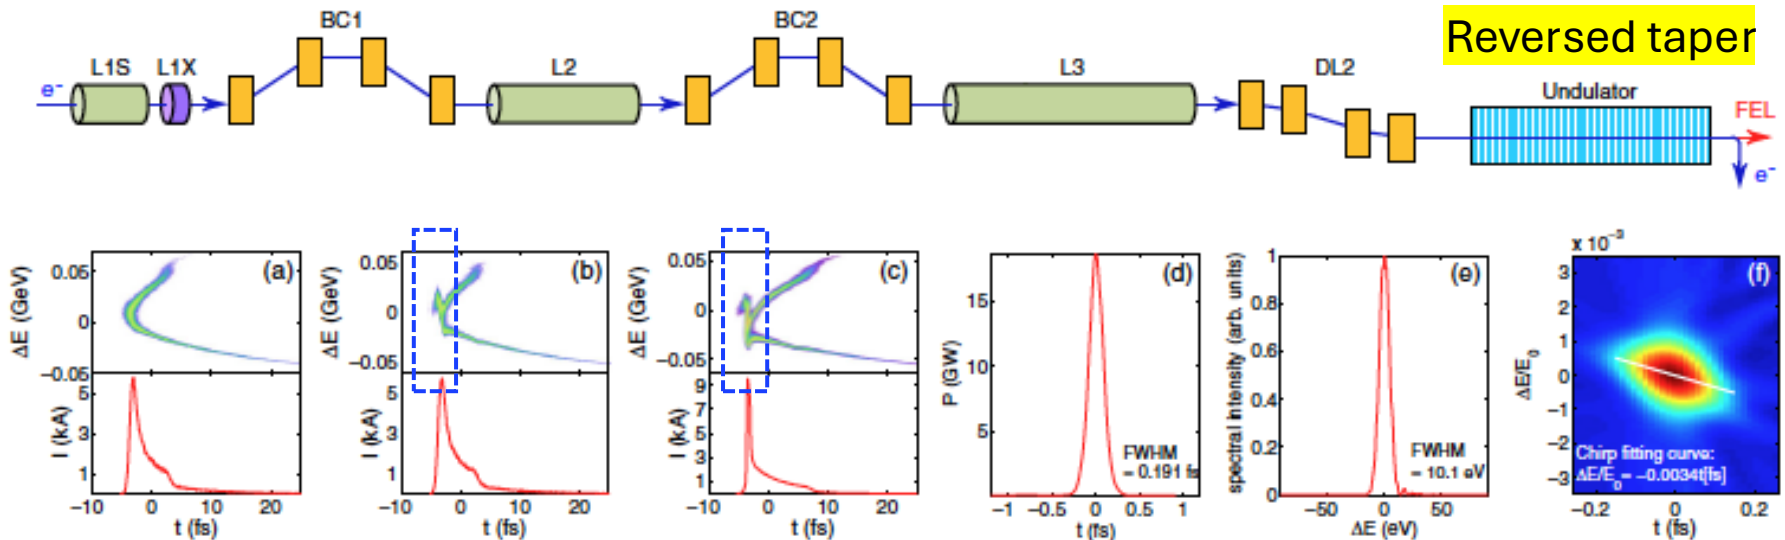 Reversed taper
BC1
BC2
L1S
L1X
L2
L3
DL2
Undulator
e⁻
FEL
e⁻
(a)
ΔE (GeV)
0.05
0
−0.05
I (kA)
5
3
1
−10 0 10 20
t (fs)
(b)
ΔE (GeV)
0.05
0
−0.05
I (kA)
5
3
1
−10 0 10 20
t (fs)
(c)
ΔE (GeV)
0.05
0
−0.05
I (kA)
9
7
5
3
1
−10 0 10 20
t (fs)
(d)
P (GW)
15
10
5
FWHM
= 0.191 fs
−1 −0.5 0 0.5 1
t (fs)
(e)
spectral intensity (arb. units)
1
0.8
0.6
0.4
0.2
0
FWHM
= 10.1 eV
−50 0 50
ΔE (eV)
x 10⁻³
(f)
ΔE/E₀
3
2
1
0
−1
−2
−3
Chirp fitting curve:
ΔE/E₀= −0.0034t[fs]
−0.2 0 0.2
t (fs)